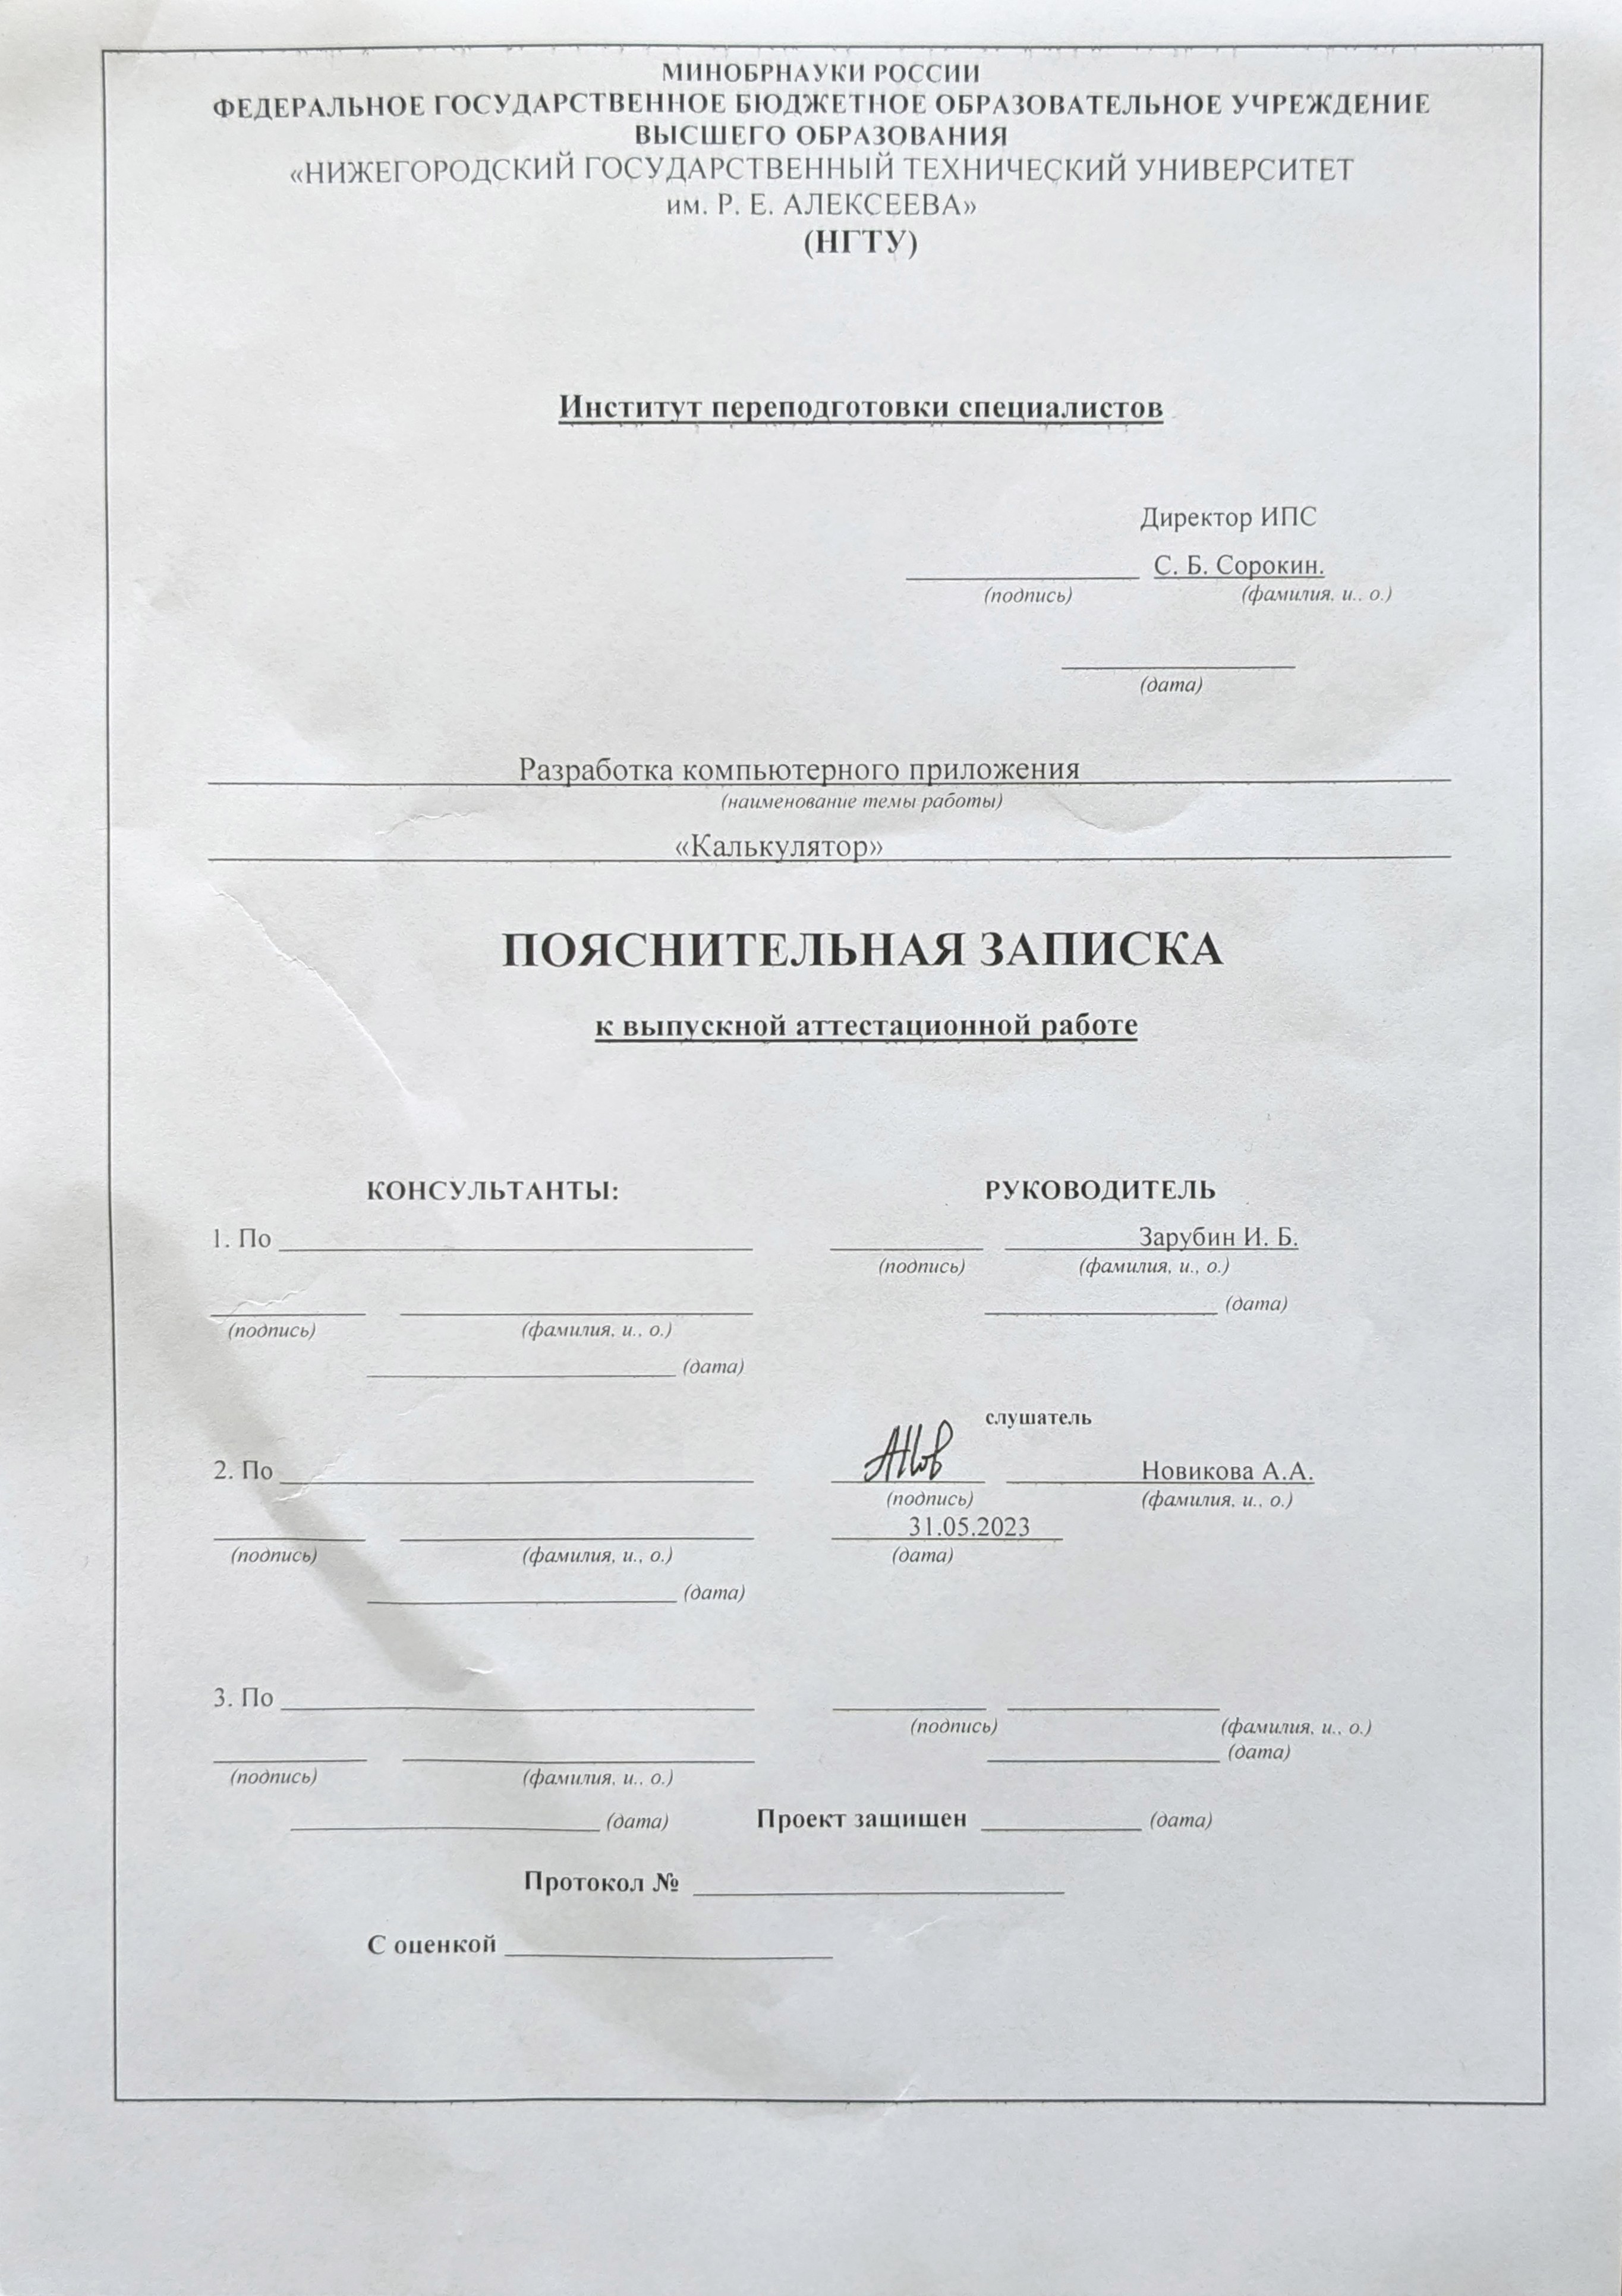 МИНОБРНАУКИ РОССИИ
ФЕДЕРАЛЬНОЕ ГОСУДАРСТВЕННОЕ БЮДЖЕТНОЕ ОБРАЗОВАТЕЛЬНОЕ УЧРЕЖДЕНИЕ
ВЫСШЕГО ОБРАЗОВАНИЯ
«НИЖЕГОРОДСКИЙ ГОСУДАРСТВЕННЫЙ ТЕХНИЧЕСКИЙ УНИВЕРСИТЕТ
им. Р. Е. АЛЕКСЕЕВА»
(НГТУ)
Институт переподготовки специалистов
Директор ИПС
С. Б. Сорокин.
(подпись) (фамилия, и., о.)
(дата)
Разработка компьютерного приложения
(наименование темы работы)
«Калькулятор»
ПОЯСНИТЕЛЬНАЯ ЗАПИСКА
к выпускной аттестационной работе
КОНСУЛЬТАНТЫ: РУКОВОДИТЕЛЬ
1. По Зарубин И. Б.
(подпись) (фамилия, и., о.)
(дата)
(подпись) (фамилия, и., о.)
(дата)
слушатель
2. По Новикова А.А.
(подпись) (фамилия, и., о.)
31.05.2023
(подпись) (фамилия, и., о.) (дата)
(дата)
3. По
(подпись) (фамилия, и., о.)
(дата)
(подпись) (фамилия, и., о.)
(дата) Проект защищен (дата)
Протокол №
С оценкой